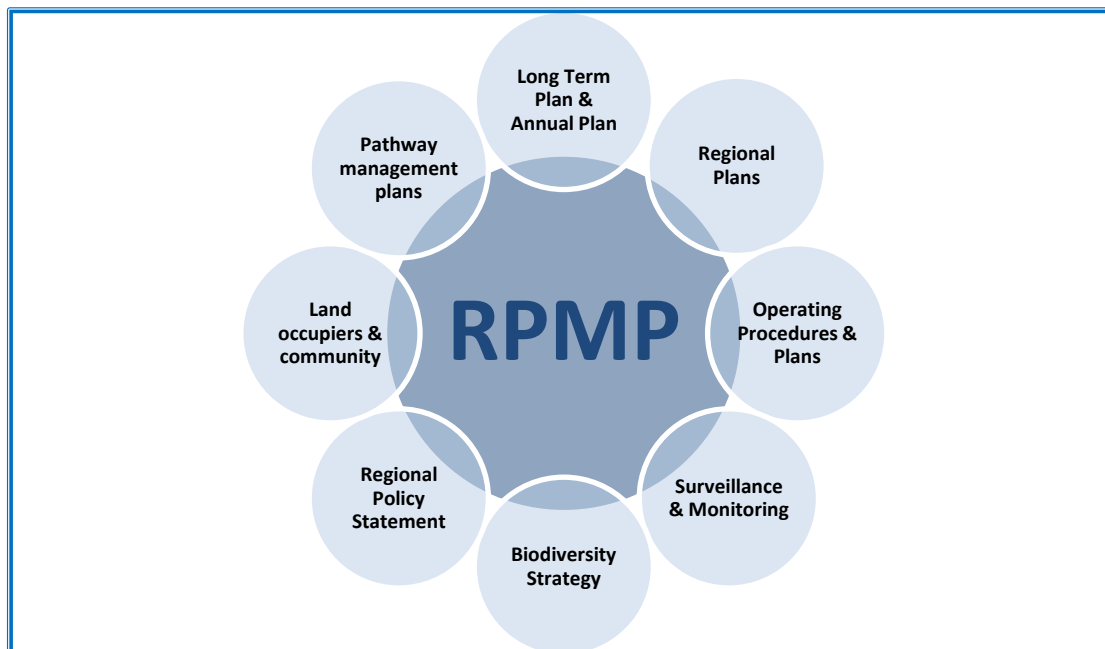 Long Term
Plan &
Annual Plan
Regional
Plans
Operating
Procedures &
Plans
Surveillance
& Monitoring
Biodiversity
Strategy
Regional
Policy
Statement
Land
occupiers &
community
Pathway
management
plans
RPMP